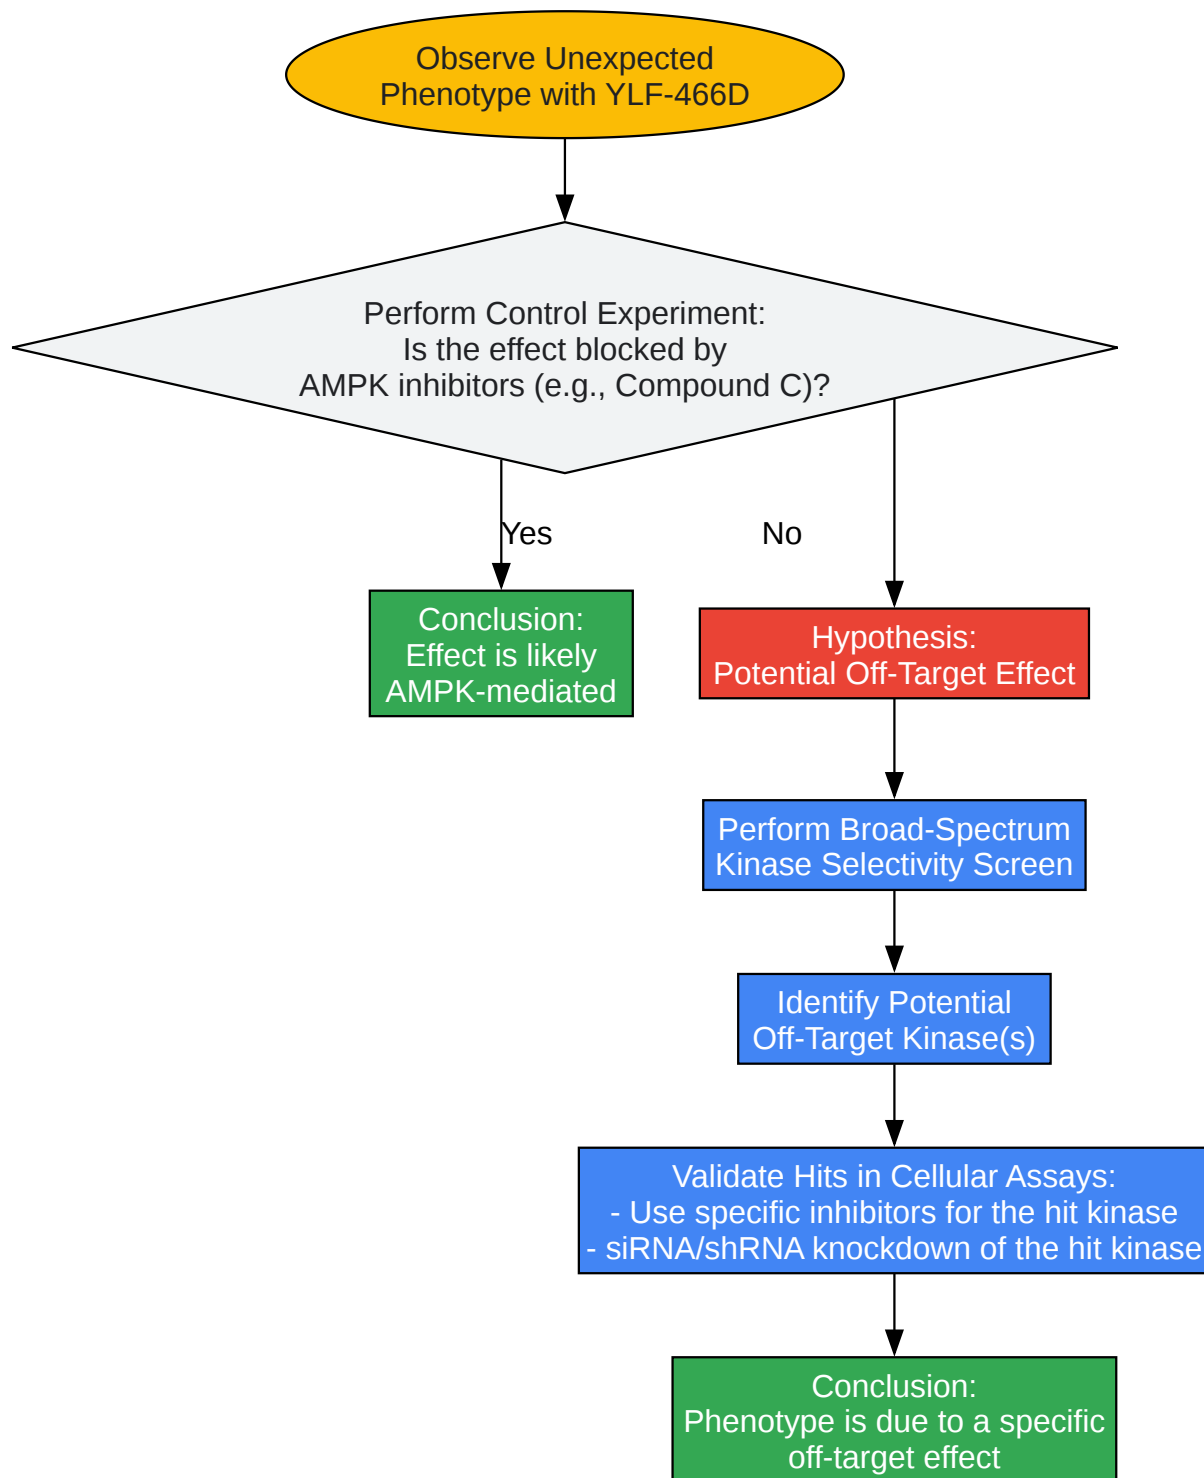 Observe Unexpected
Phenotype with YLF-466D
Perform Control Experiment:
Is the effect blocked by
AMPK inhibitors (e.g., Compound C)?
Yes
No
Conclusion:
Effect is likely
AMPK-mediated
Hypothesis:
Potential Off-Target Effect
Perform Broad-Spectrum
Kinase Selectivity Screen
Identify Potential
Off-Target Kinase(s)
Validate Hits in Cellular Assays:
- Use specific inhibitors for the hit kinase
- siRNA/shRNA knockdown of the hit kinase
Conclusion:
Phenotype is due to a specific
off-target effect